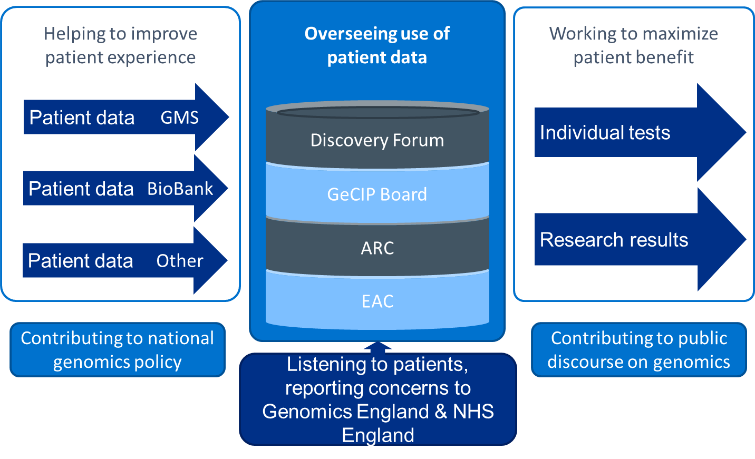 Helping to improve
patient experience
Patient data GMS
Patient data BioBank
Patient data Other
Contributing to national
genomics policy
Overseeing use of
patient data
Discovery Forum
GeCIP Board
ARC
EAC
Listening to patients,
reporting concerns to
Genomics England & NHS
England
Working to maximize
patient benefit
Individual tests
Research results
Contributing to public
discourse on genomics